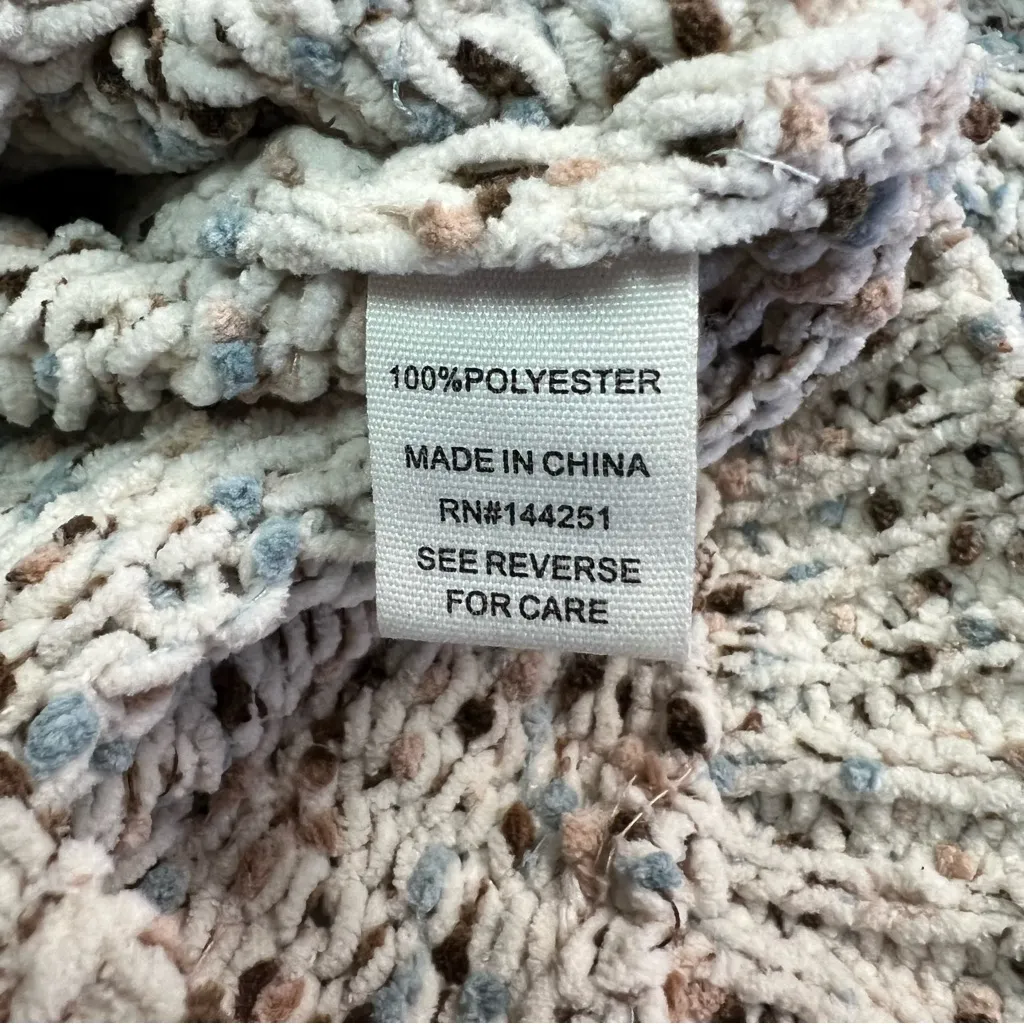 100%POLYESTER
MADE IN CHINA
RN#144251
SEE REVERSE
FOR CARE